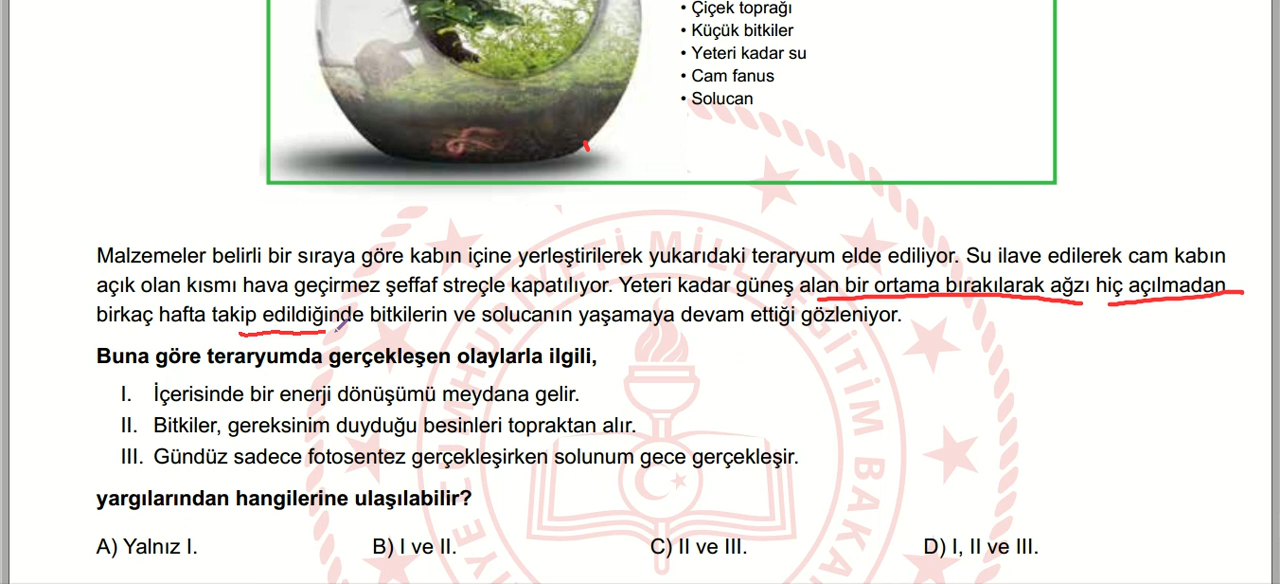 • Çiçek toprağı
• Küçük bitkiler
• Yeteri kadar su
• Cam fanus
• Solucan
Malzemeler belirli bir sıraya göre kabın içine yerleştirilerek yukarıdaki teraryum elde ediliyor. Su ilave edilerek cam kabın
açık olan kısmı hava geçirmez şeffaf streçle kapatılıyor. Yeteri kadar güneş alan bir ortama bırakılarak ağzı hiç açılmadan
birkaç hafta takip edildiğinde bitkilerin ve solucanın yaşamaya devam ettiği gözleniyor.
Buna göre teraryumda gerçekleşen olaylarla ilgili,
I. İçerisinde bir enerji dönüşümü meydana gelir.
II. Bitkiler, gereksinim duyduğu besinleri topraktan alır.
III. Gündüz sadece fotosentez gerçekleşirken solunum gece gerçekleşir.
yargılarından hangilerine ulaşılabilir?
A) Yalnız I. B) I ve II. C) II ve III. D) I, II ve III.